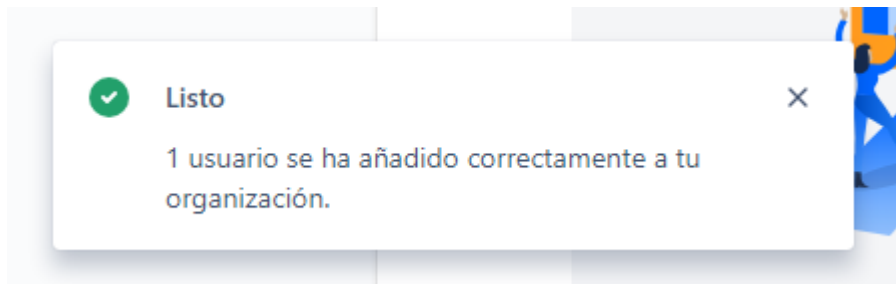 Listo
1 usuario se ha añadido correctamente a tu
organización.